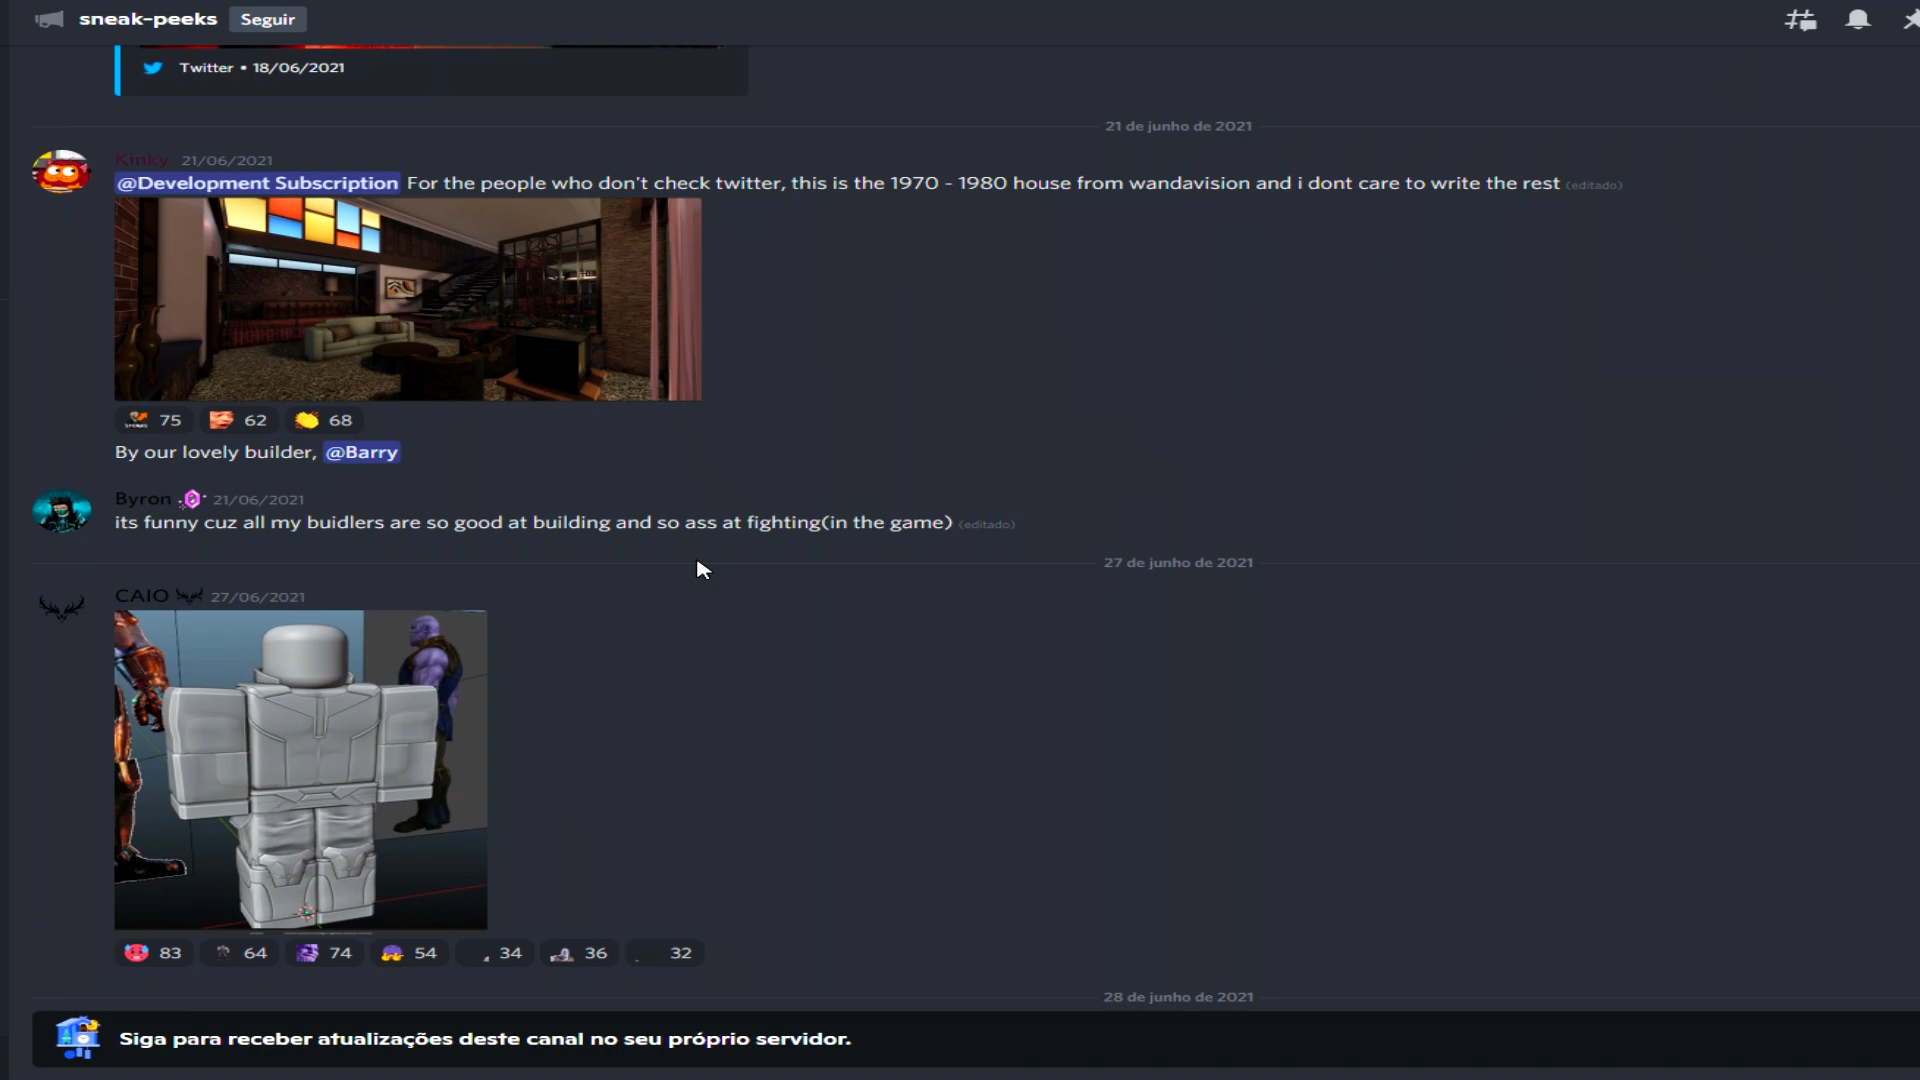 sneak-peeks Seguir
Twitter • 18/06/2021
21 de junho de 2021
Kinky 21/06/2021
@Development Subscription For the people who don't check twitter, this is the 1970 - 1980 house from wandavision and i dont care to write the rest (editado)
75 62 68
By our lovely builder, @Barry
Byron 21/06/2021
its funny cuz all my buidlers are so good at building and so ass at fighting(in the game) (editado)
27 de junho de 2021
CAIO 27/06/2021
83 64 74 54 34 36 32
28 de junho de 2021
Siga para receber atualizações deste canal no seu próprio servidor.